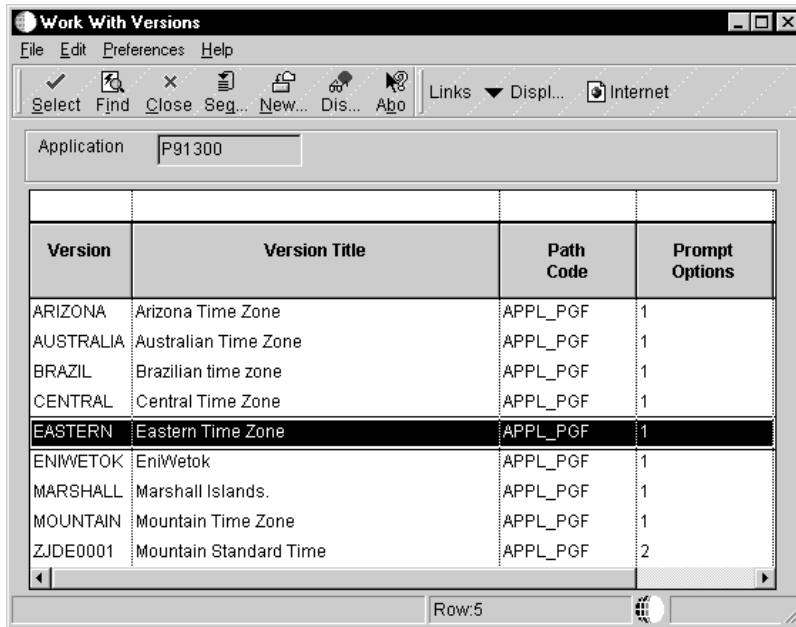 Work With Versions
File Edit Preferences Help
Select Find Close Seq... New... Dis... Abo Links Displ... Internet
Application P91300
Version Version Title Path Code Prompt Options
ARIZONA Arizona Time Zone APPL_PGF 1
AUSTRALIA Australian Time Zone APPL_PGF 1
BRAZIL Brazilian time zone APPL_PGF 1
CENTRAL Central Time Zone APPL_PGF 1
EASTERN Eastern Time Zone APPL_PGF 1
ENIWETOK EniWetok APPL_PGF 1
MARSHALL Marshall Islands. APPL_PGF 1
MOUNTAIN Mountain Time Zone APPL_PGF 1
ZJDE0001 Mountain Standard Time APPL_PGF 2
Row:5